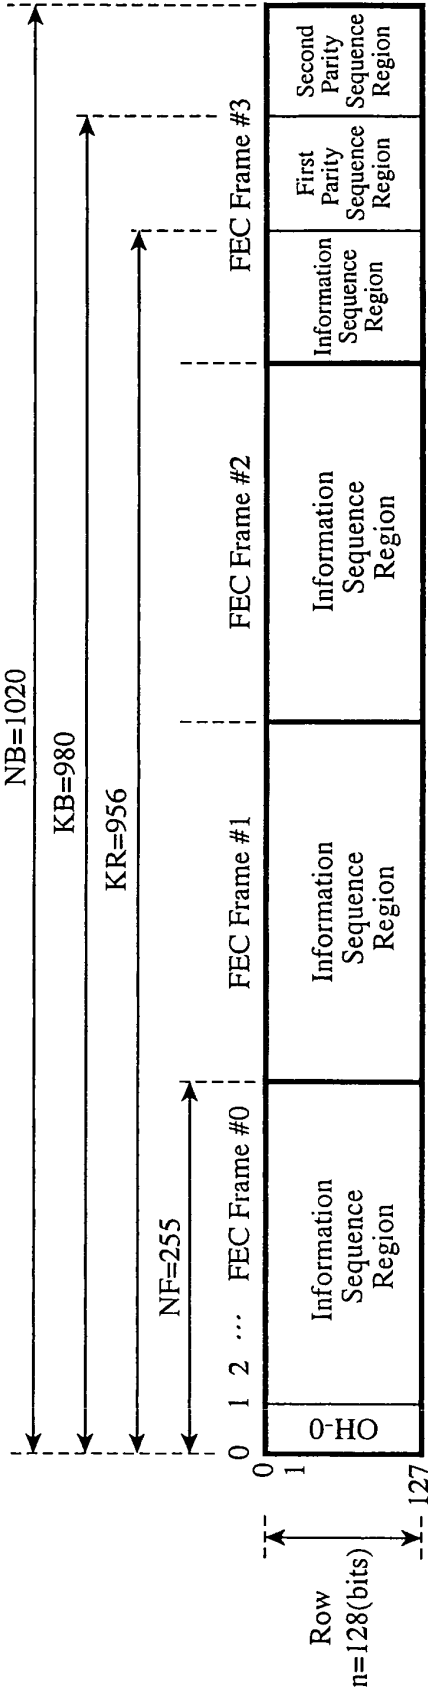 NB=1020
KB=980
KR=956
NF=255
0 1 2 ... FEC Frame #0
FEC Frame #1
FEC Frame #2
FEC Frame #3
0
1
127
Row
n=128(bits)
OH-0
Information
Sequence
Region
Information
Sequence
Region
Information
Sequence
Region
Information
Sequence
Region
First
Parity
Sequence
Region
Second
Parity
Sequence
Region